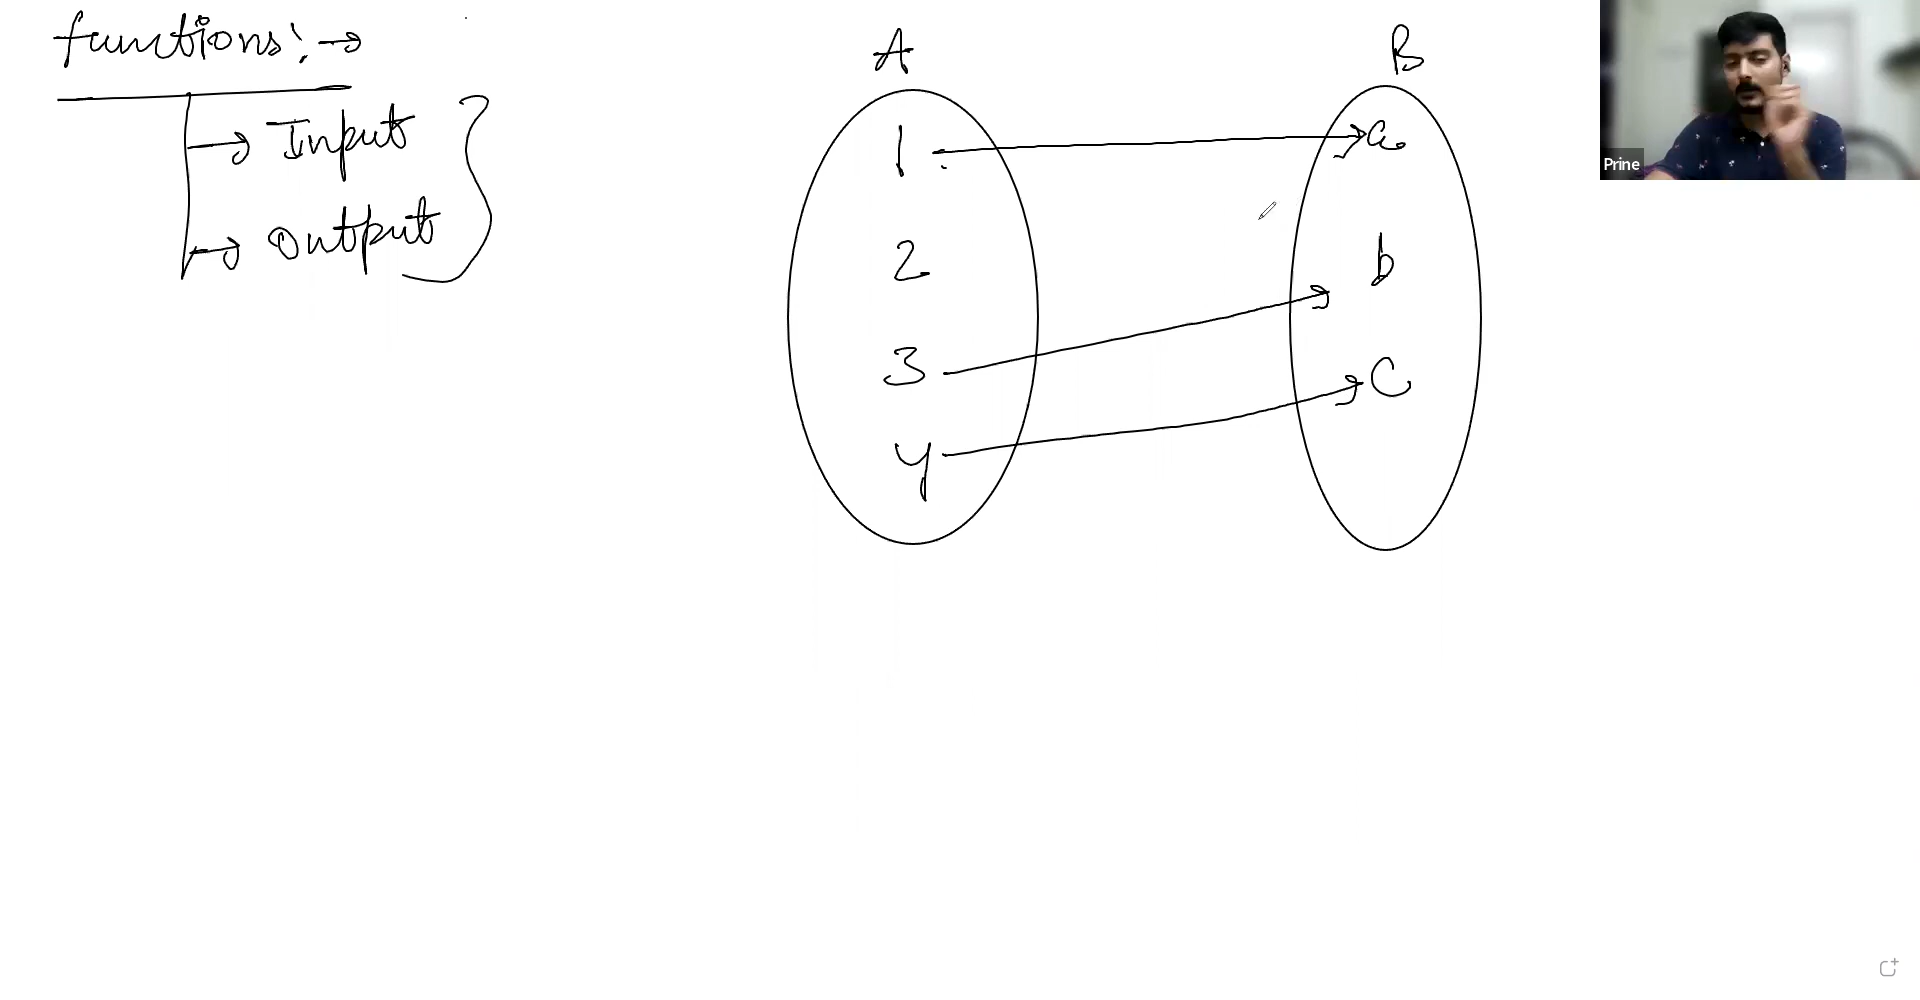 functions:→
→ Input
→ Output
A
B
1
a
2
b
3
c
4
Prine